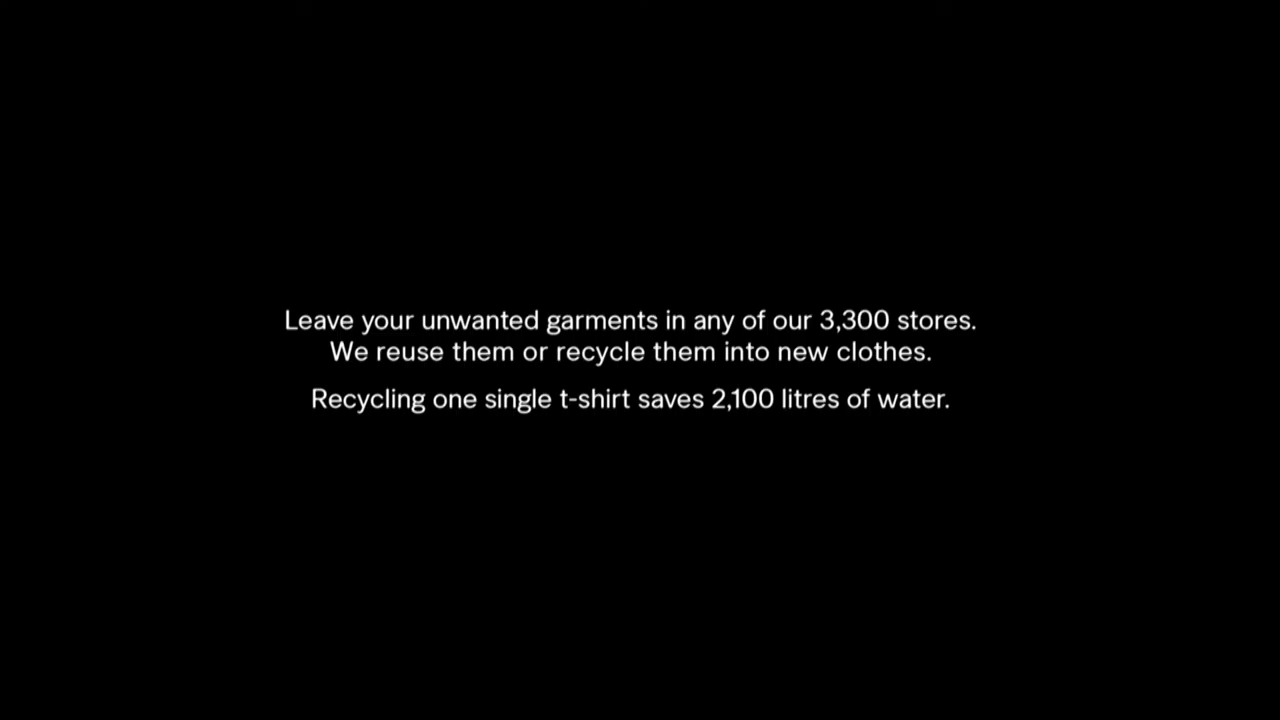 Leave your unwanted garments in any of our 3,300 stores.
We reuse them or recycle them into new clothes.
Recycling one single t-shirt saves 2,100 litres of water.